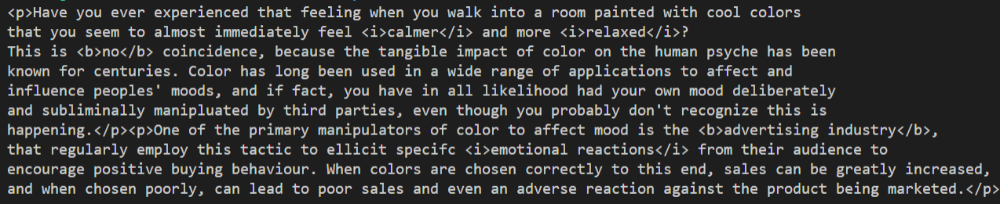 <p>Have you ever experienced that feeling when you walk into a room painted with cool colors
that you seem to almost immediately feel <i>calmer</i> and more <i>relaxed</i>?
This is <b>no</b> coincidence, because the tangible impact of color on the human psyche has been
known for centuries. Color has long been used in a wide range of applications to affect and
influence peoples' moods, and if fact, you have in all likelihood had your own mood deliberately
and subliminally manipluated by third parties, even though you probably don't recognize this is
happening.</p><p>One of the primary manipulators of color to affect mood is the <b>advertising industry</b>,
that regularly employ this tactic to ellicit specifc <i>emotional reactions</i> from their audience to
encourage positive buying behaviour. When colors are chosen correctly to this end, sales can be greatly increased,
and when chosen poorly, can lead to poor sales and even an adverse reaction against the product being marketed.</p>